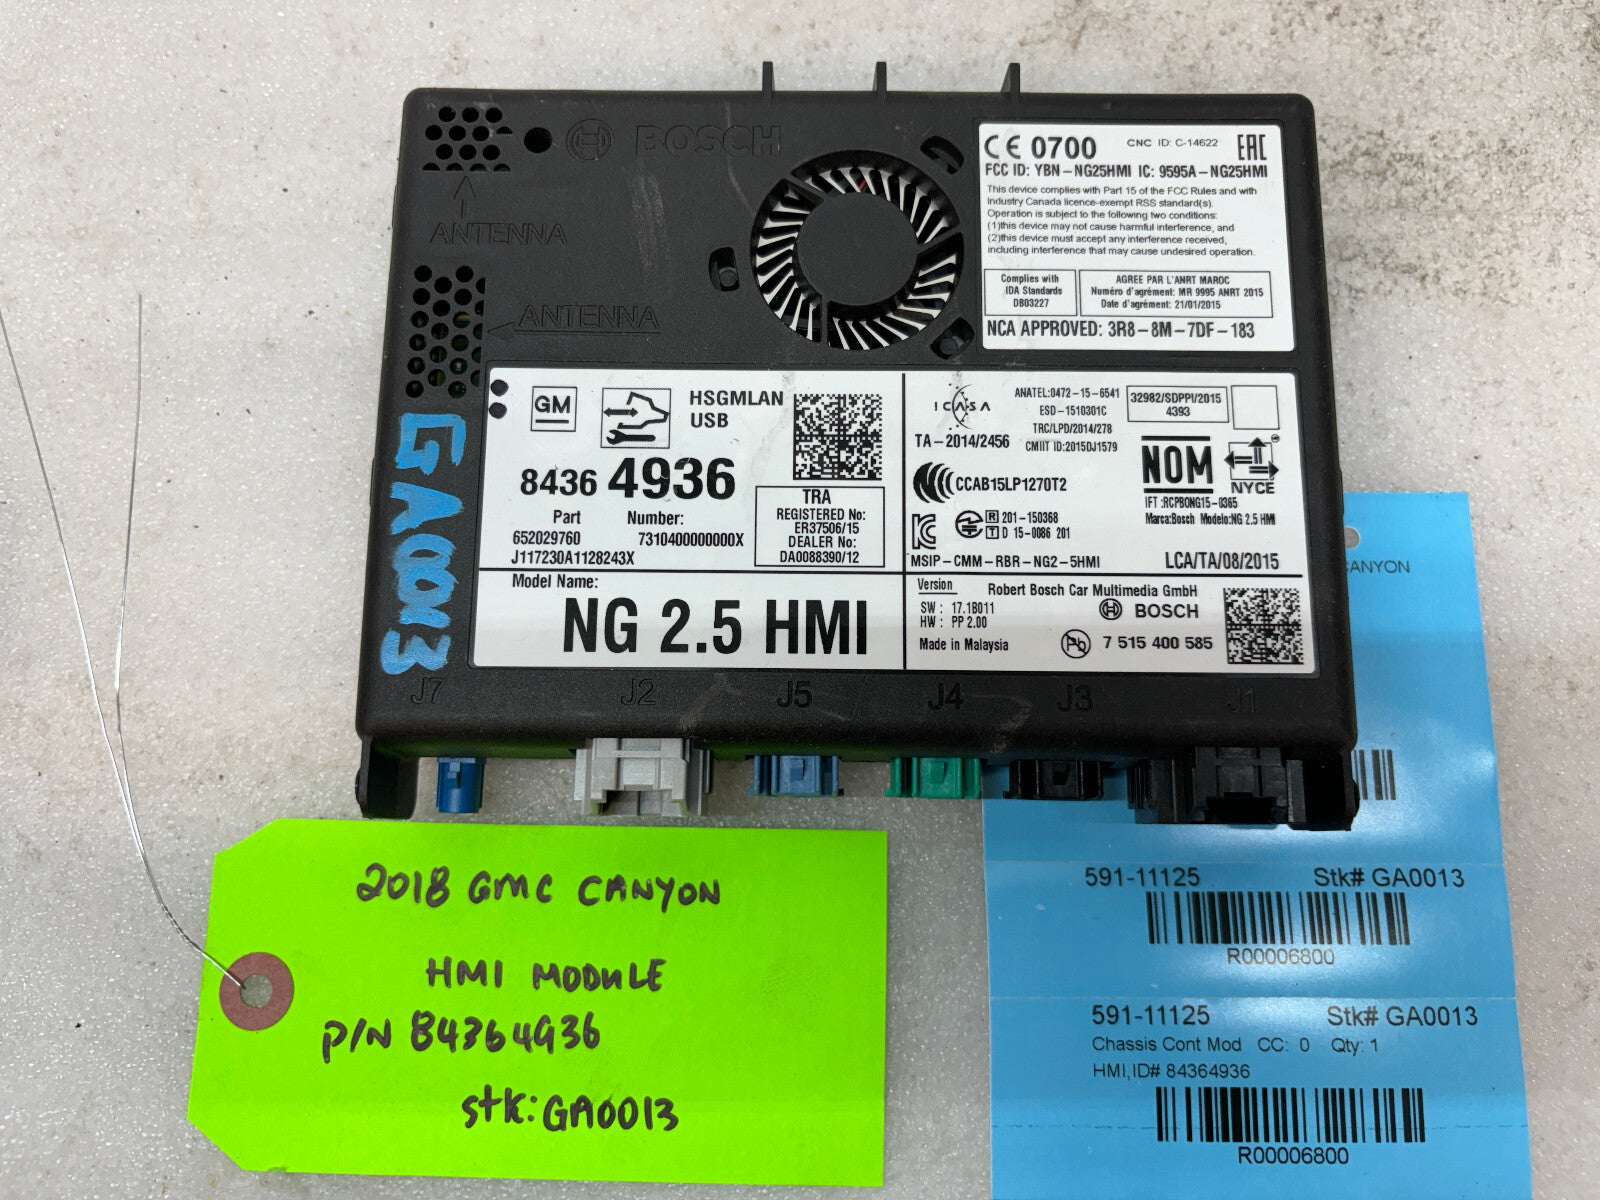 BOSCH
ANTENNA
ANTENNA
CE 0700 CNC ID: C-14622 EAC
FCC ID: YBN-NG25HMI IC: 9595A-NG25HMI
This device complies with Part 15 of the FCC Rules and with
Industry Canada licence-exempt RSS standard(s).
Operation is subject to the following two conditions:
(1)this device may not cause harmful interference, and
(2)this device must accept any interference received,
including interference that may cause undesired operation.
Complies with
IDA Standards
DB03227
AGREE PAR L'ANRT MAROC
Numéro d'agrément: MR 9995 ANRT 2015
Date d'agrément: 21/01/2015
NCA APPROVED: 3R8-8M-7DF-183
GM
HSGMLAN
USB
8436 4936
Part Number:
652029760 7310400000000X
J117230A1128243X
TRA
REGISTERED No:
ER37506/15
DEALER No:
DA0088390/12
Model Name:
NG 2.5 HMI
ICASA
TA-2014/2456
ANATEL:0472-15-6541
ESD-1510301C
TRC/LPD/2014/278
CMIIT ID:2015DJ1579
32982/SDPPI/2015
4393
CCAB15LP1270T2
NOM
NYCE
IFT :RCPBONG15-0365
Marca:Bosch Modelo:NG 2.5 HMI
R 201-150368
T D 15-0086 201
MSIP-CMM-RBR-NG2-5HMI
LCA/TA/08/2015
Version
SW: 17.1B011
HW: PP 2.00
Made in Malaysia
Robert Bosch Car Multimedia GmbH
BOSCH
Pb 7 515 400 585
GA0013
J7 J2 J5 J4 J3 J1
CANYON
2018 GMC CANYON
HMI MODULE
P/N 84364936
stk: GA0013
591-11125 Stk# GA0013
R00006800
591-11125 Stk# GA0013
Chassis Cont Mod CC: 0 Qty: 1
HMI,ID# 84364936
R00006800